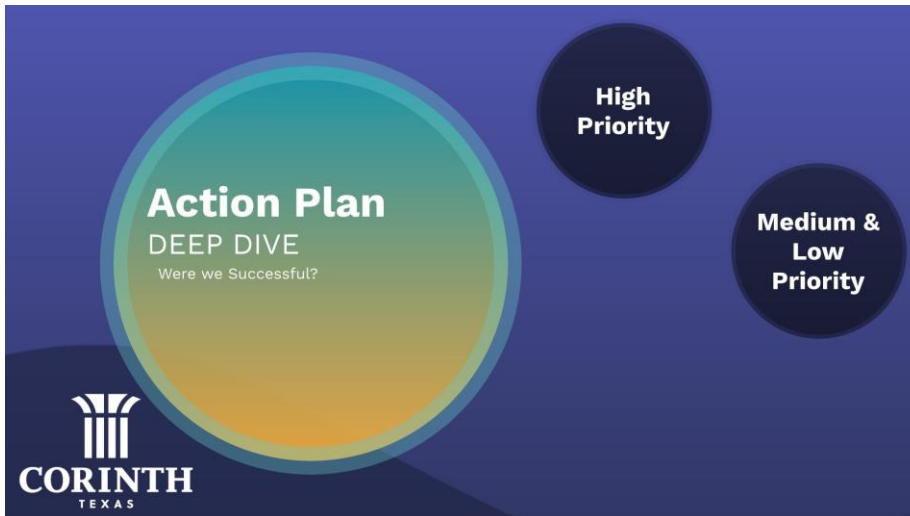 Action Plan
DEEP DIVE
Were we Successful?
High
Priority
Medium &
Low
Priority
CORINTH
TEXAS